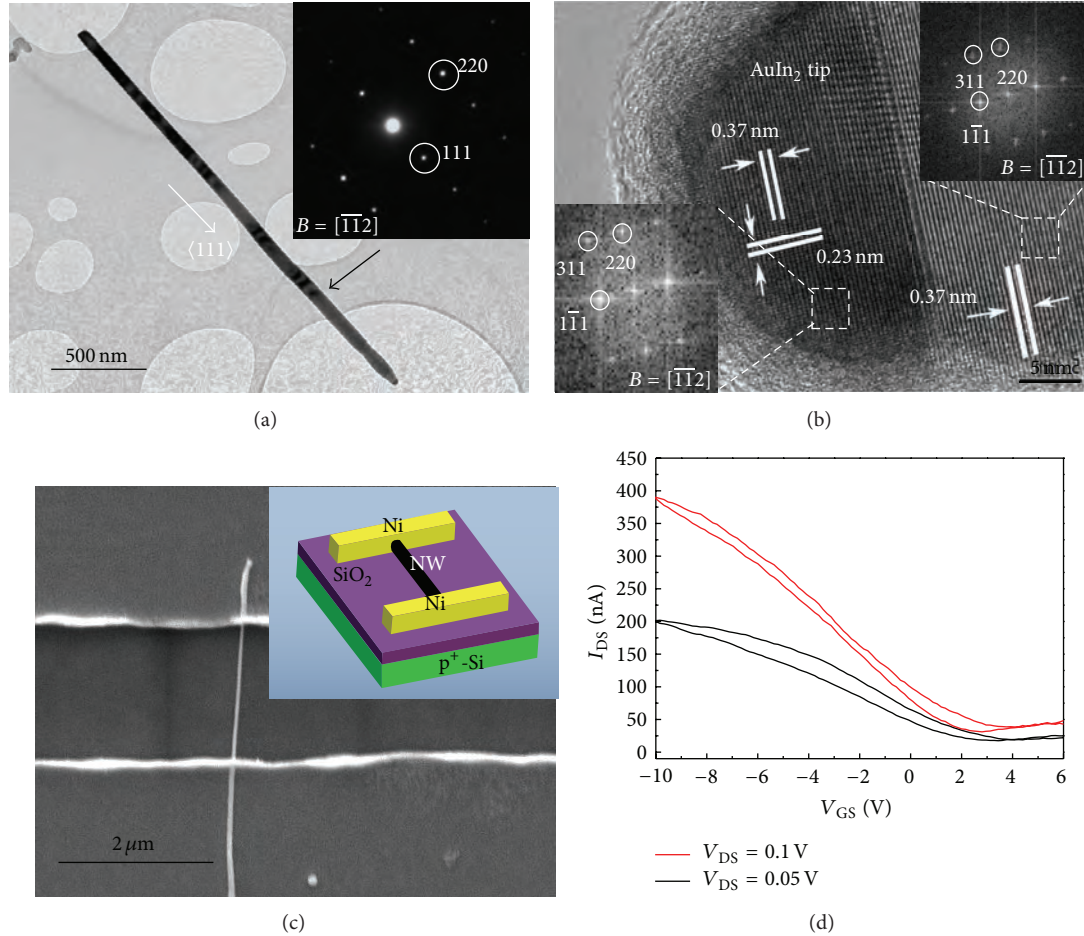 220
111
B = [1̅1̅2]
⟨111⟩
500 nm
(a)
AuIn₂ tip
311
220
11̅1
B = [1̅1̅2]
0.37 nm
0.23 nm
311
220
11̅1
B = [1̅1̅2]
0.37 nm
(b)
Ni
NW
SiO₂
Ni
p⁺-Si
2 μm
(c)
450
400
350
300
250
200
150
100
50
0
I_DS (nA)
−10
−8
−6
−4
−2
0
2
4
6
V_GS (V)
V_DS = 0.1 V
V_DS = 0.05 V
(d)